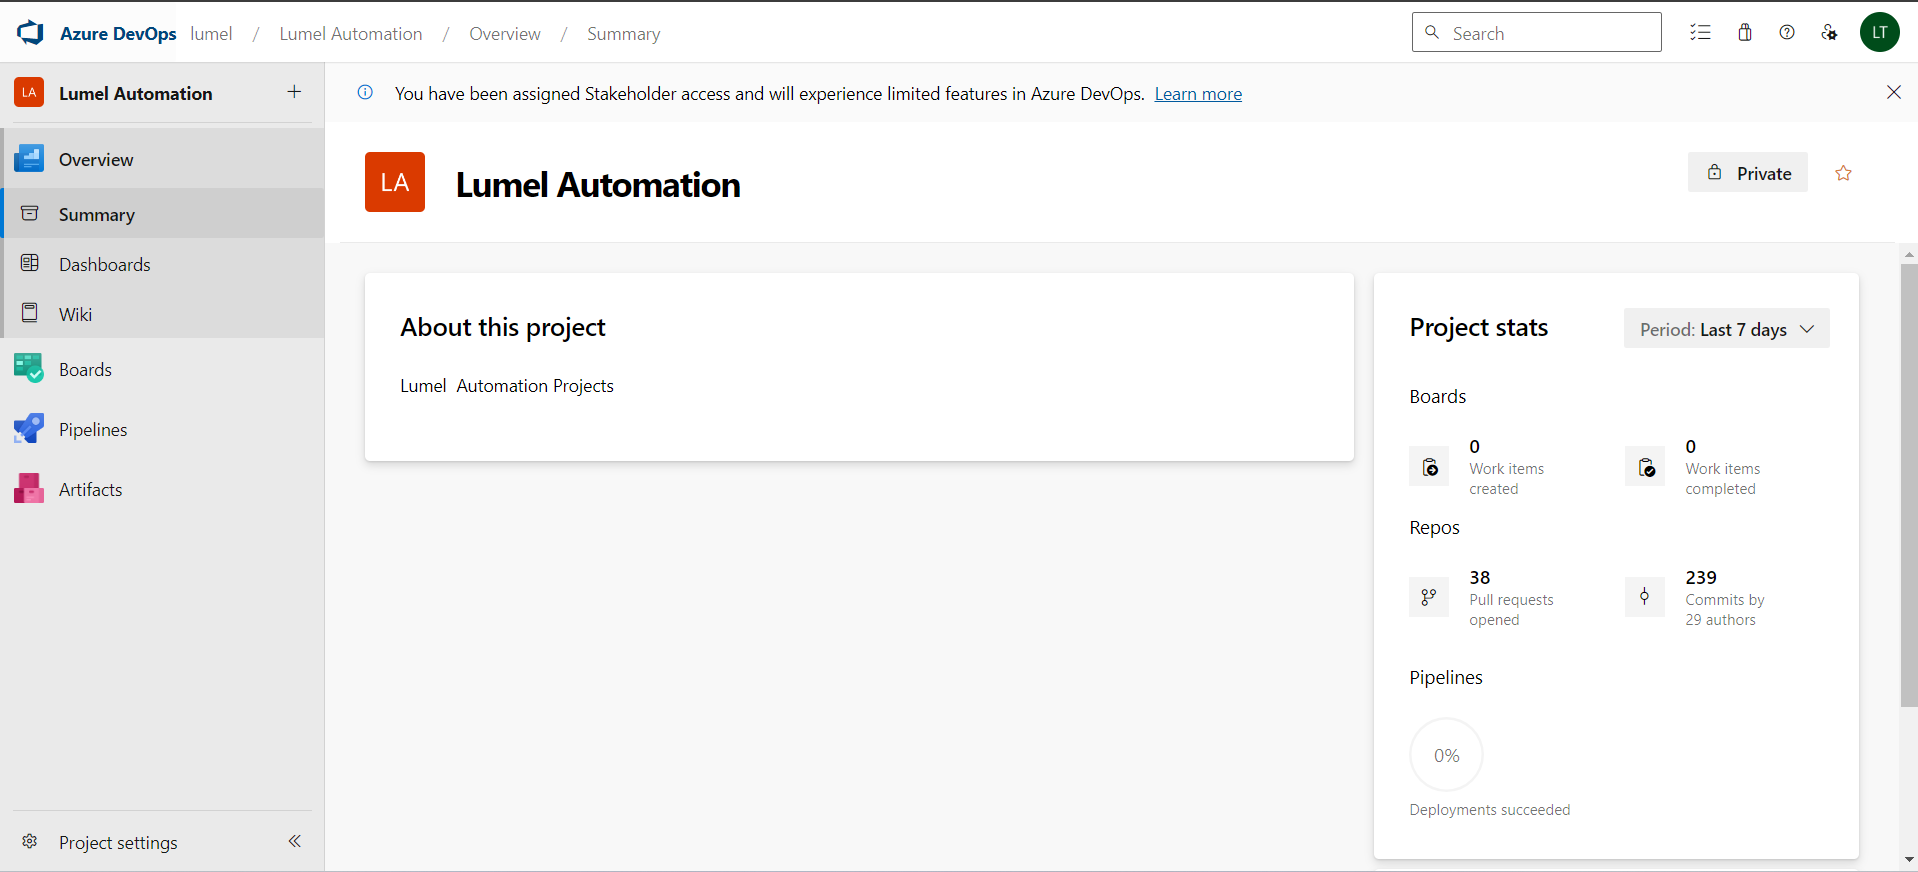 Azure DevOps lumel / Lumel Automation / Overview / Summary
Search
LT
LA Lumel Automation
You have been assigned Stakeholder access and will experience limited features in Azure DevOps. Learn more
Overview
Summary
Dashboards
Wiki
Boards
Pipelines
Artifacts
Project settings
LA
Lumel Automation
Private
About this project
Lumel Automation Projects
Project stats
Period: Last 7 days
Boards
0
Work items
created
0
Work items
completed
Repos
38
Pull requests
opened
239
Commits by
29 authors
Pipelines
0%
Deployments succeeded